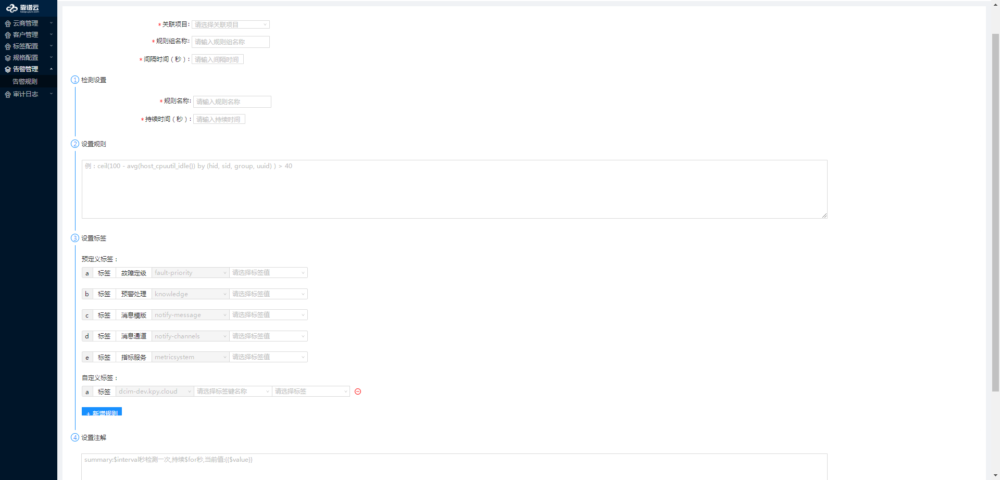 靠谱云
kaopuyun.com
云商管理
客户管理
标签配置
规格配置
告警管理
告警规则
审计日志
*关联项目: 请选择关联项目
*规则组名称: 请输入规则组名称
*间隔时间 ( 秒 ) : 请输入间隔时间
1 检测设置
*规则名称: 请输入规则名称
*持续时间 ( 秒 ) : 请输入持续时间
2 设置规则
例：ceil(100 - avg(host_cpuutil_idle{}) by (hid, sid, group, uuid) ) > 40
3 设置标签
预定义标签：
a 标签 故障定级 fault-priority 请选择标签值
b 标签 预警处理 knowledge 请选择标签值
c 标签 消息模版 notify-message 请选择标签值
d 标签 消息通道 notify-channels 请选择标签值
e 标签 指标服务 metricsystem 请选择标签值
自定义标签：
a 标签 dcim-dev.kpy.cloud 请选择标签键名称 请选择标签
+ 新增规则
4 设置注解
summary:$interval秒检测一次,持续$for秒,当前值:{{$value}}